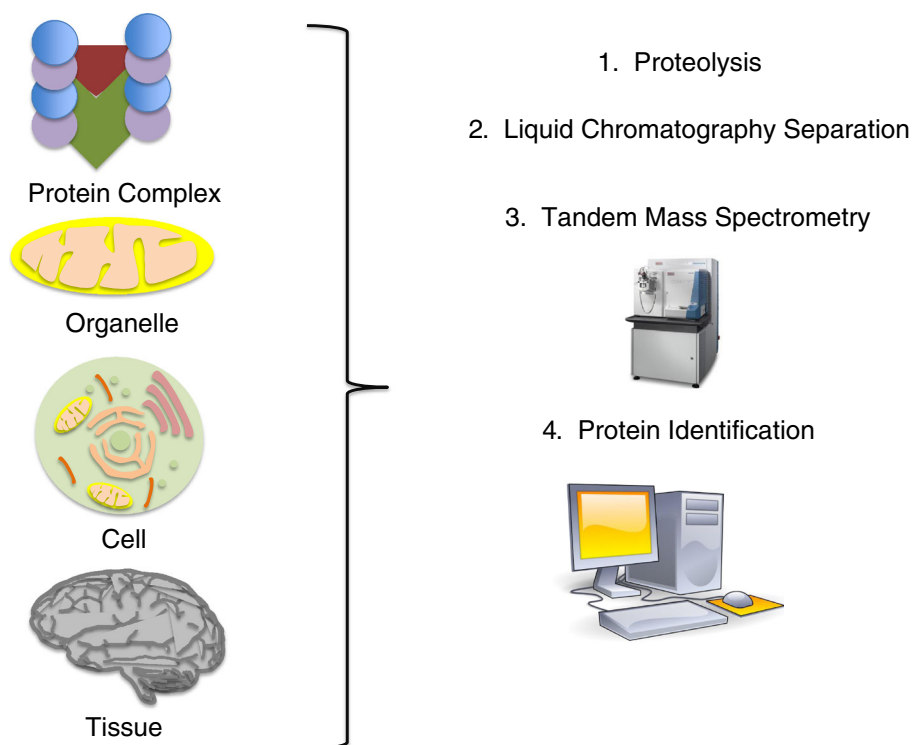 Protein Complex
Organelle
Cell
Tissue
1. Proteolysis
2. Liquid Chromatography Separation
3. Tandem Mass Spectrometry
4. Protein Identification